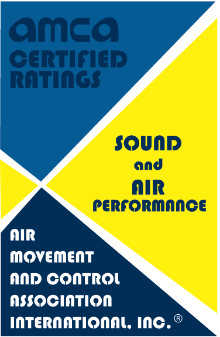 amca
CERTIFIED
RATINGS
SOUND
and
AIR
PERFORMANCE
AIR
MOVEMENT
AND CONTROL
ASSOCIATION
INTERNATIONAL, INC.®